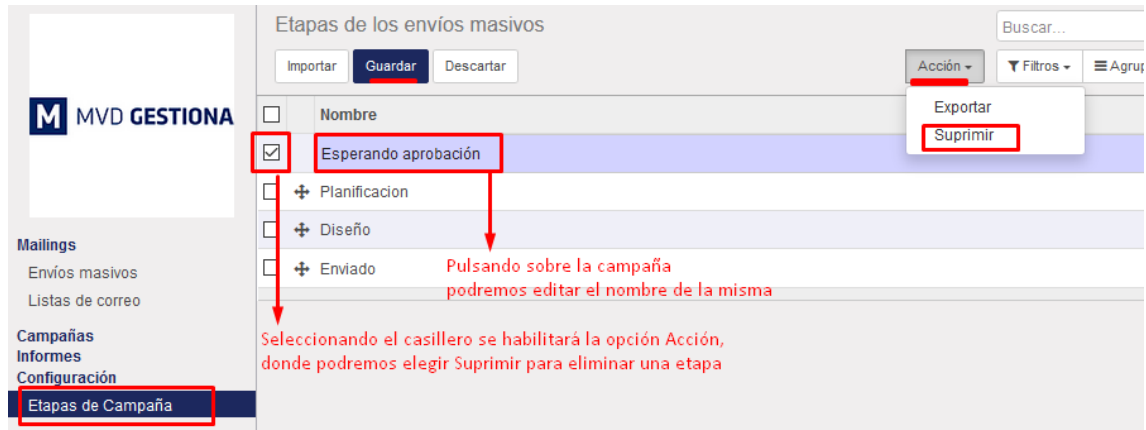 Etapas de los envíos masivos
Buscar...
Importar Guardar Descartar
Acción Filtros Agrup
Exportar
Suprimir
M MVD GESTIONA
Nombre
Esperando aprobación
Planificacion
Diseño
Enviado
Pulsando sobre la campaña
podremos editar el nombre de la misma
Seleccionando el casillero se habilitará la opción Acción,
donde podremos elegir Suprimir para eliminar una etapa
Mailings
Envíos masivos
Listas de correo
Campañas
Informes
Configuración
Etapas de Campaña